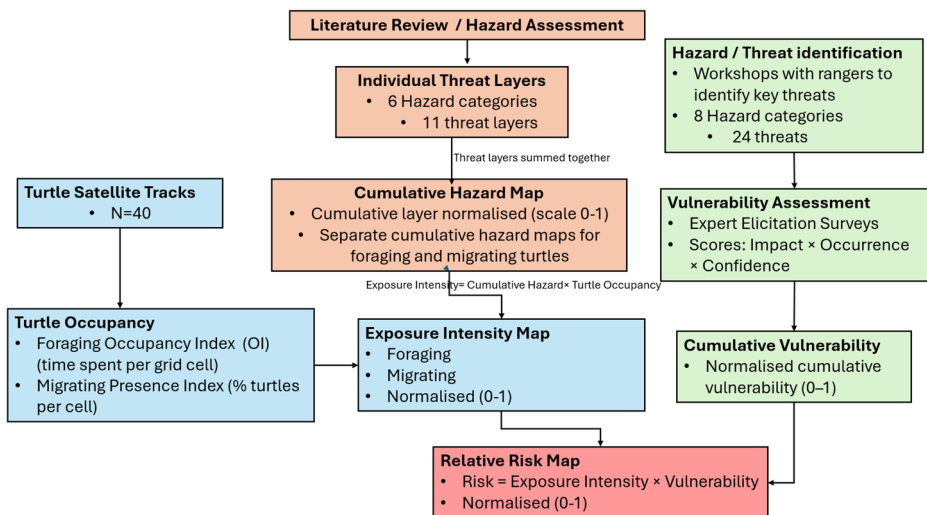 Literature Review / Hazard Assessment
Individual Threat Layers
• 6 Hazard categories
• 11 threat layers
Threat layers summed together
Hazard / Threat identification
• Workshops with rangers to
identify key threats
• 8 Hazard categories
• 24 threats
Turtle Satellite Tracks
• N=40
Cumulative Hazard Map
• Cumulative layer normalised (scale 0-1)
• Separate cumulative hazard maps for
foraging and migrating turtles
Vulnerability Assessment
• Expert Elicitation Surveys
• Scores: Impact × Occurrence
× Confidence
Exposure Intensity= Cumulative Hazard× Turtle Occupancy
Turtle Occupancy
• Foraging Occupancy Index (OI)
(time spent per grid cell)
• Migrating Presence Index (% turtles
per cell)
Exposure Intensity Map
• Foraging
• Migrating
• Normalised (0-1)
Cumulative Vulnerability
• Normalised cumulative
vulnerability (0–1)
Relative Risk Map
• Risk = Exposure Intensity × Vulnerability
• Normalised (0-1)